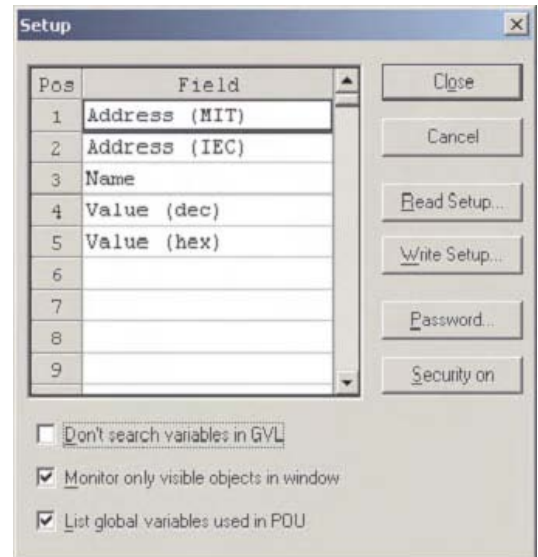 Setup
Pos Field
1 Address (MIT)
2 Address (IEC)
3 Name
4 Value (dec)
5 Value (hex)
6
7
8
9
Close
Cancel
Read Setup...
Write Setup...
Password...
Security on
Don't search variables in GVL
Monitor only visible objects in window
List global variables used in POU